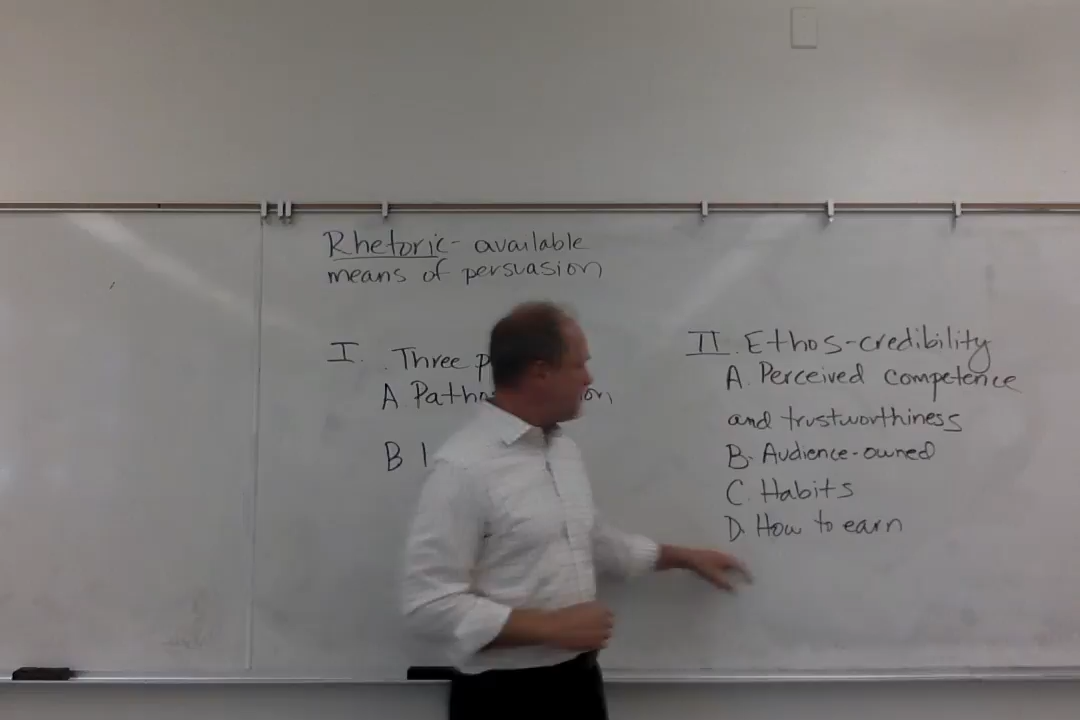 Rhetoric- available
means of persuasion
I. Three
A Pathos
B
II. Ethos-credibility
A. Perceived competence
and trustworthiness
B. Audience-owned
C. Habits
D. How to earn